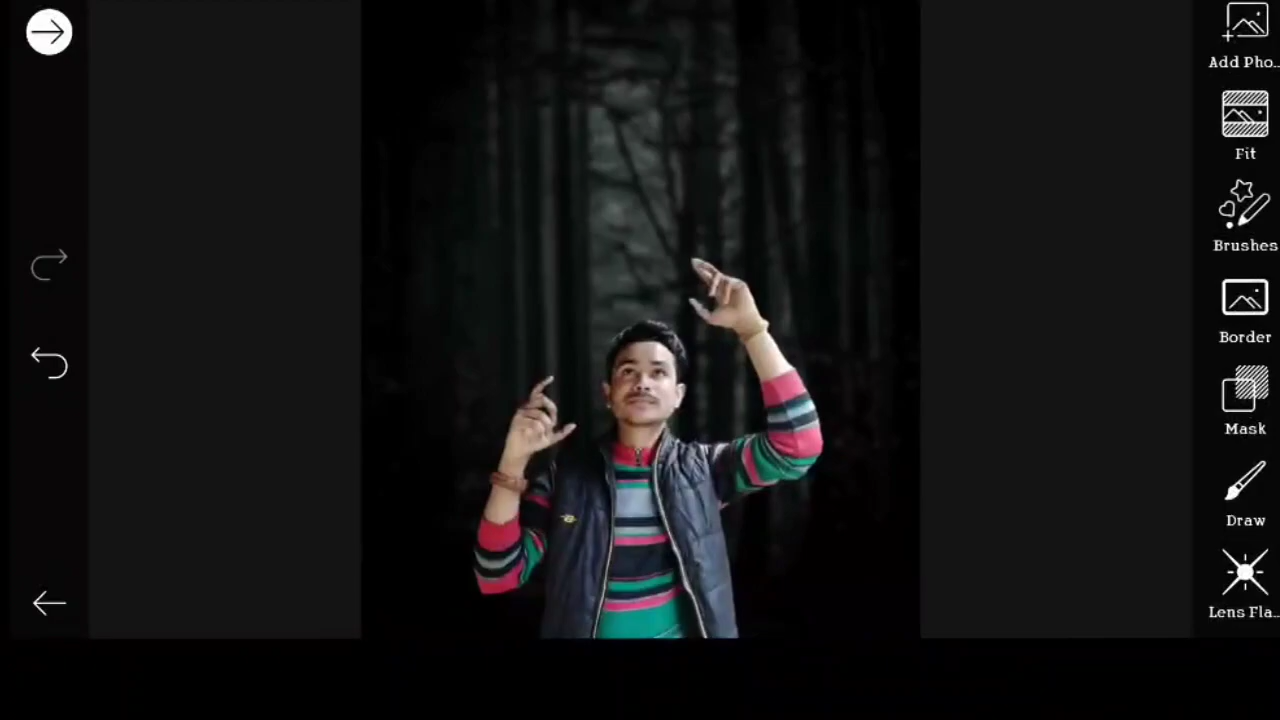 Add Pho..
Fit
Brushes
Border
Mask
Draw
Lens Fla..